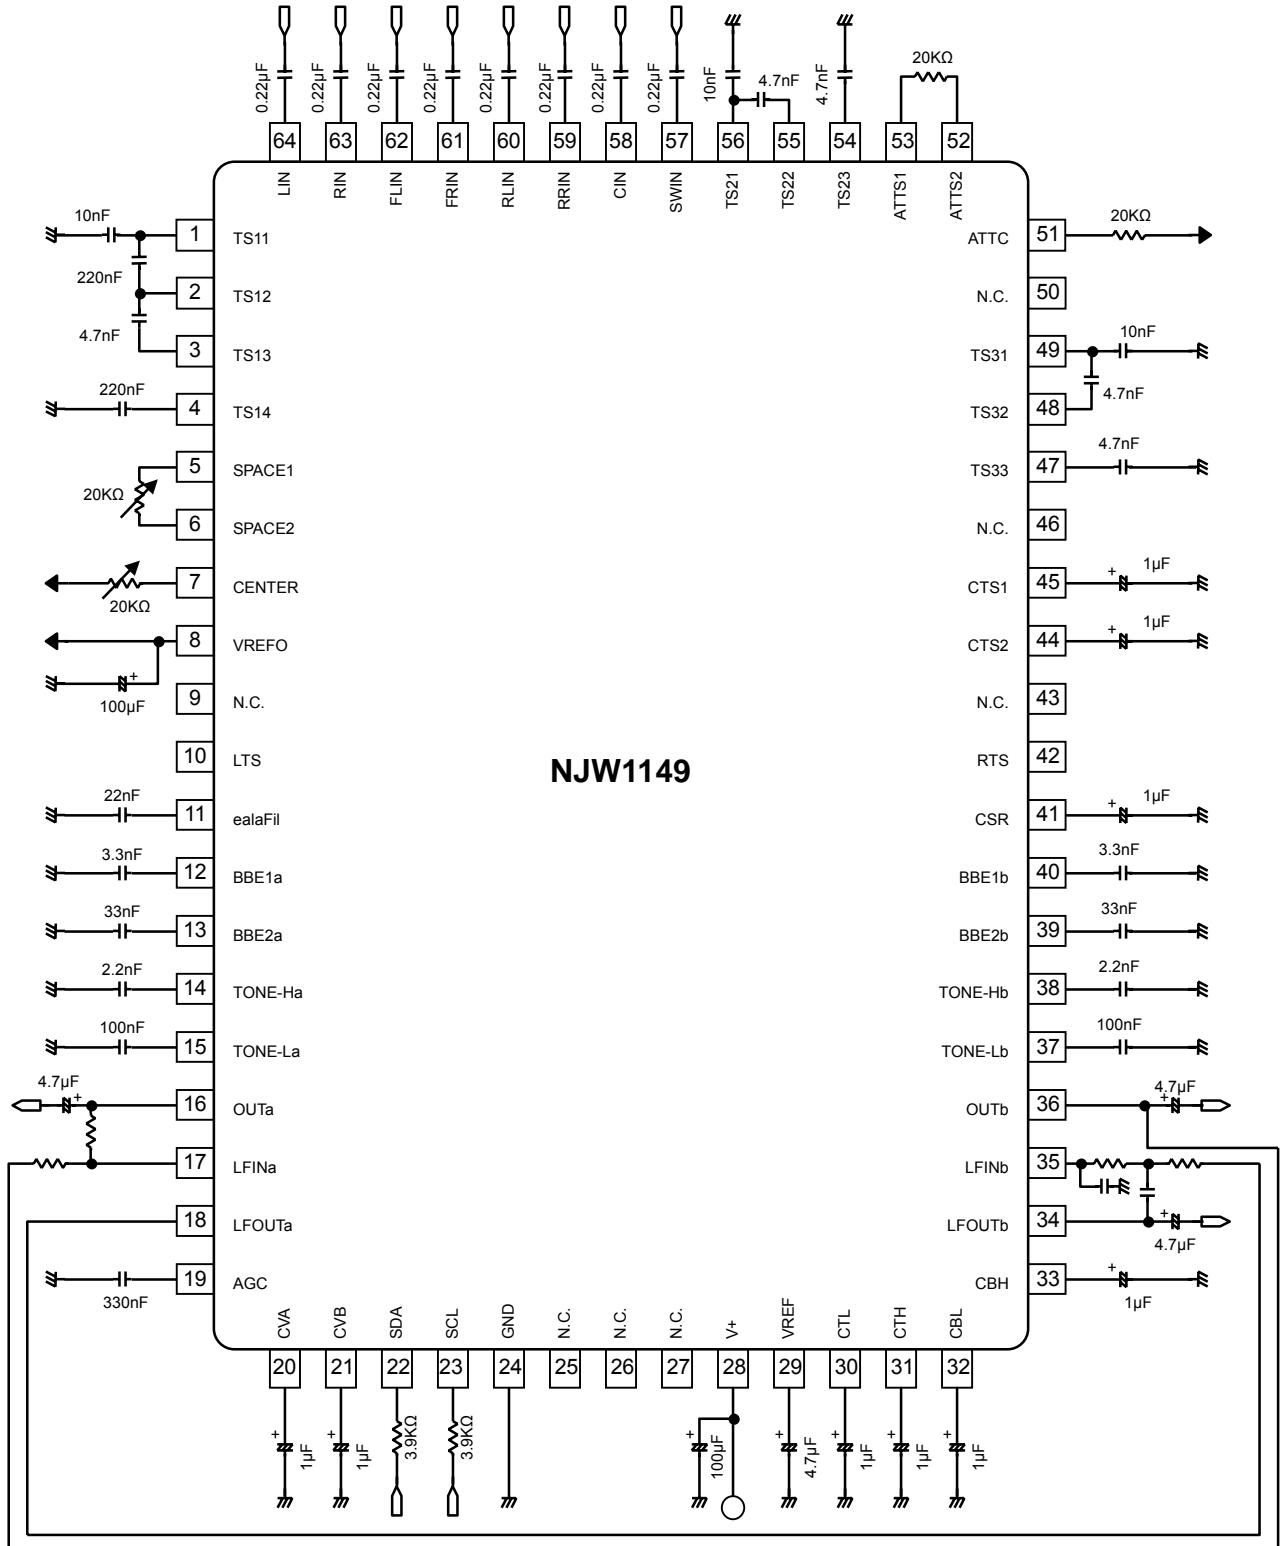 0.22µF
0.22µF
0.22µF
0.22µF
0.22µF
0.22µF
0.22µF
0.22µF
10nF
4.7nF
4.7nF
20KΩ
64
63
62
61
60
59
58
57
56
55
54
53
52
LIN
RIN
FLIN
FRIN
RLIN
RRIN
CIN
SWIN
TS21
TS22
TS23
ATTS1
ATTS2
10nF
1
TS11
220nF
2
TS12
4.7nF
3
TS13
220nF
4
TS14
5
SPACE1
20KΩ
6
SPACE2
7
CENTER
20KΩ
8
VREFO
+
100µF
9
N.C.
10
LTS
22nF
11
ealaFil
3.3nF
12
BBE1a
33nF
13
BBE2a
2.2nF
14
TONE-Ha
100nF
15
TONE-La
4.7µF
+
16
OUTa
17
LFINa
18
LFOUTa
19
AGC
330nF
NJW1149
ATTC
51
20KΩ
N.C.
50
TS31
49
10nF
4.7nF
TS32
48
TS33
47
4.7nF
N.C.
46
CTS1
45
+
1µF
CTS2
44
+
1µF
N.C.
43
RTS
42
CSR
41
+
1µF
BBE1b
40
3.3nF
BBE2b
39
33nF
TONE-Hb
38
2.2nF
TONE-Lb
37
100nF
OUTb
36
4.7µF
+
LFINb
35
LFOUTb
34
+
4.7µF
CBH
33
+
1µF
CVA
CVB
SDA
SCL
GND
N.C.
N.C.
N.C.
V+
VREF
CTL
CTH
CBL
20
21
22
23
24
25
26
27
28
29
30
31
32
+
1µF
+
1µF
3.9KΩ
3.9KΩ
+
100µF
+
4.7µF
+
1µF
+
1µF
+
1µF